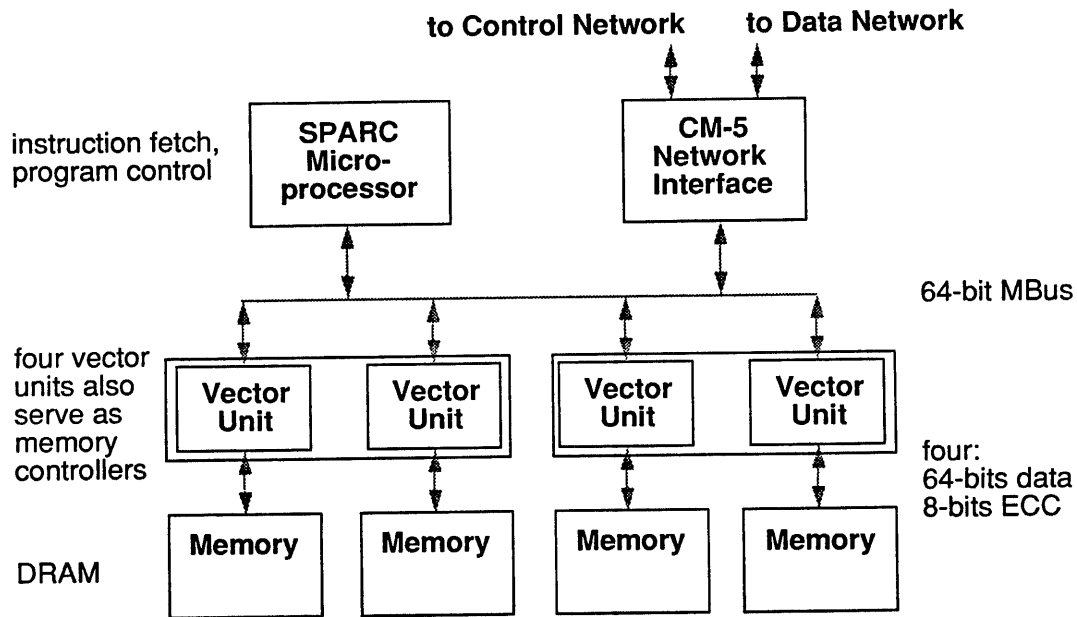 to Control Network
to Data Network
instruction fetch,
program control
SPARC
Micro-
processor
CM-5
Network
Interface
64-bit MBus
four vector
units also
serve as
memory
controllers
Vector
Unit
Vector
Unit
Vector
Unit
Vector
Unit
four:
64-bits data
8-bits ECC
DRAM
Memory
Memory
Memory
Memory